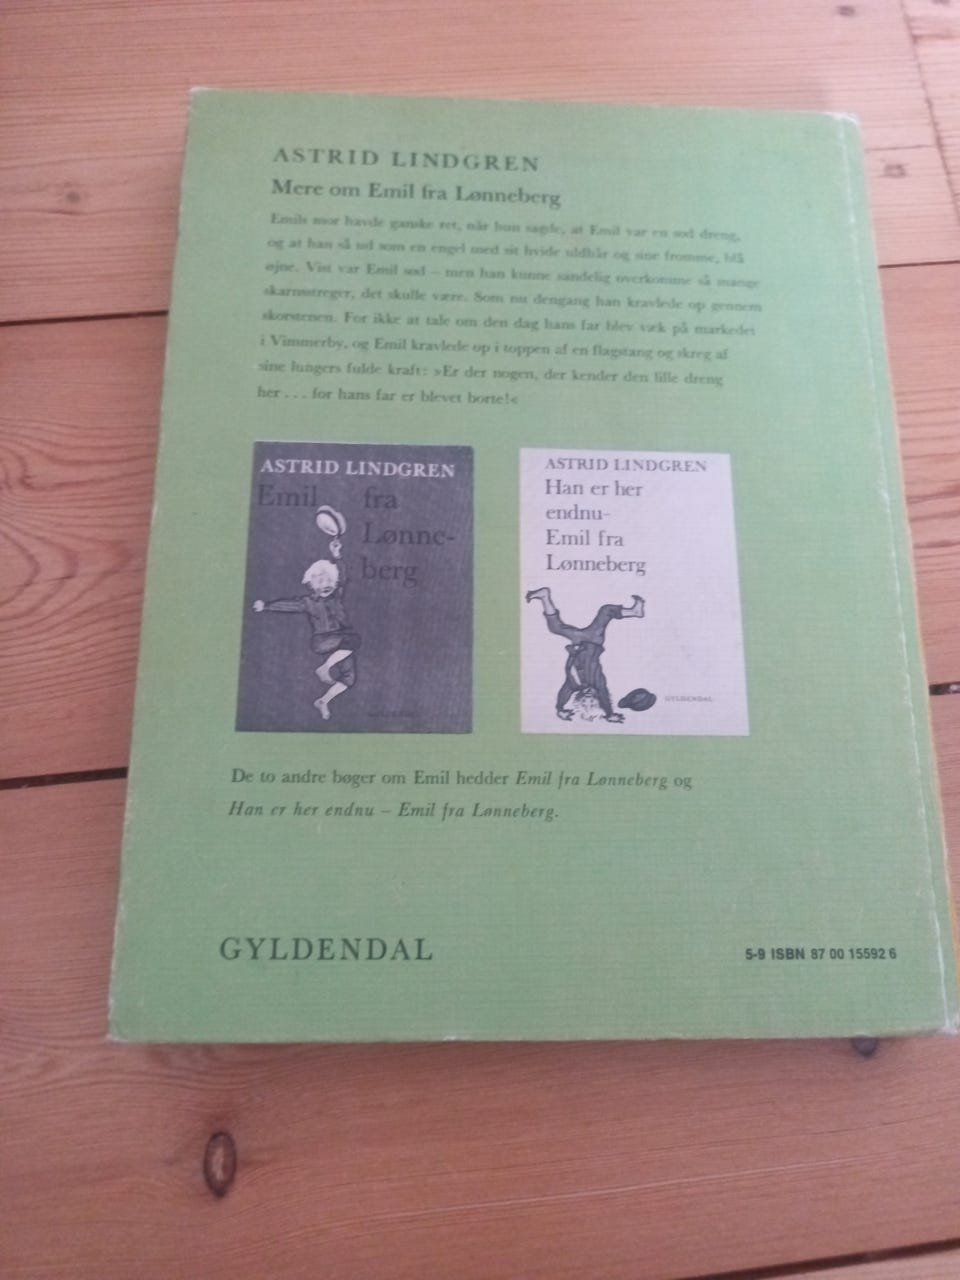 ASTRID LINDGREN
Mere om Emil fra Lønneberg
Emils mor havde ganske ret, når hun sagde, at Emil var en sød dreng,
og at han så ud som en engel med sit hvide uldhår og sine fromme, blå
øjne. Vist var Emil sød – men han kunne sandelig overkomme så mange
skarnsstreger, det skulle være. Som nu dengang han kravlede op gennem
skorstenen. For ikke at tale om den dag hans far blev væk på markedet
i Vimmerby, og Emil kravlede op i toppen af en flagstang og skreg af
sine lungers fulde kraft: »Er der nogen, der kender den lille dreng
her . . . for hans far er blevet borte!«
ASTRID LINDGREN
Emil fra
Lønne-
berg
GYLDENDAL
ASTRID LINDGREN
Han er her
endnu-
Emil fra
Lønneberg
GYLDENDAL
De to andre bøger om Emil hedder Emil fra Lønneberg og
Han er her endnu – Emil fra Lønneberg.
GYLDENDAL
5-9 ISBN 87 00 15592 6